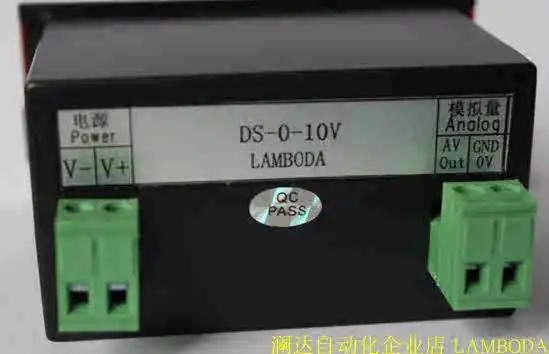 电源
Power
V- V+
DS-0-10V
LAMBODA
模拟量
Analog
AV GND
Out 0V
QC
PASS
澜达自动化企业店 LAMBODA